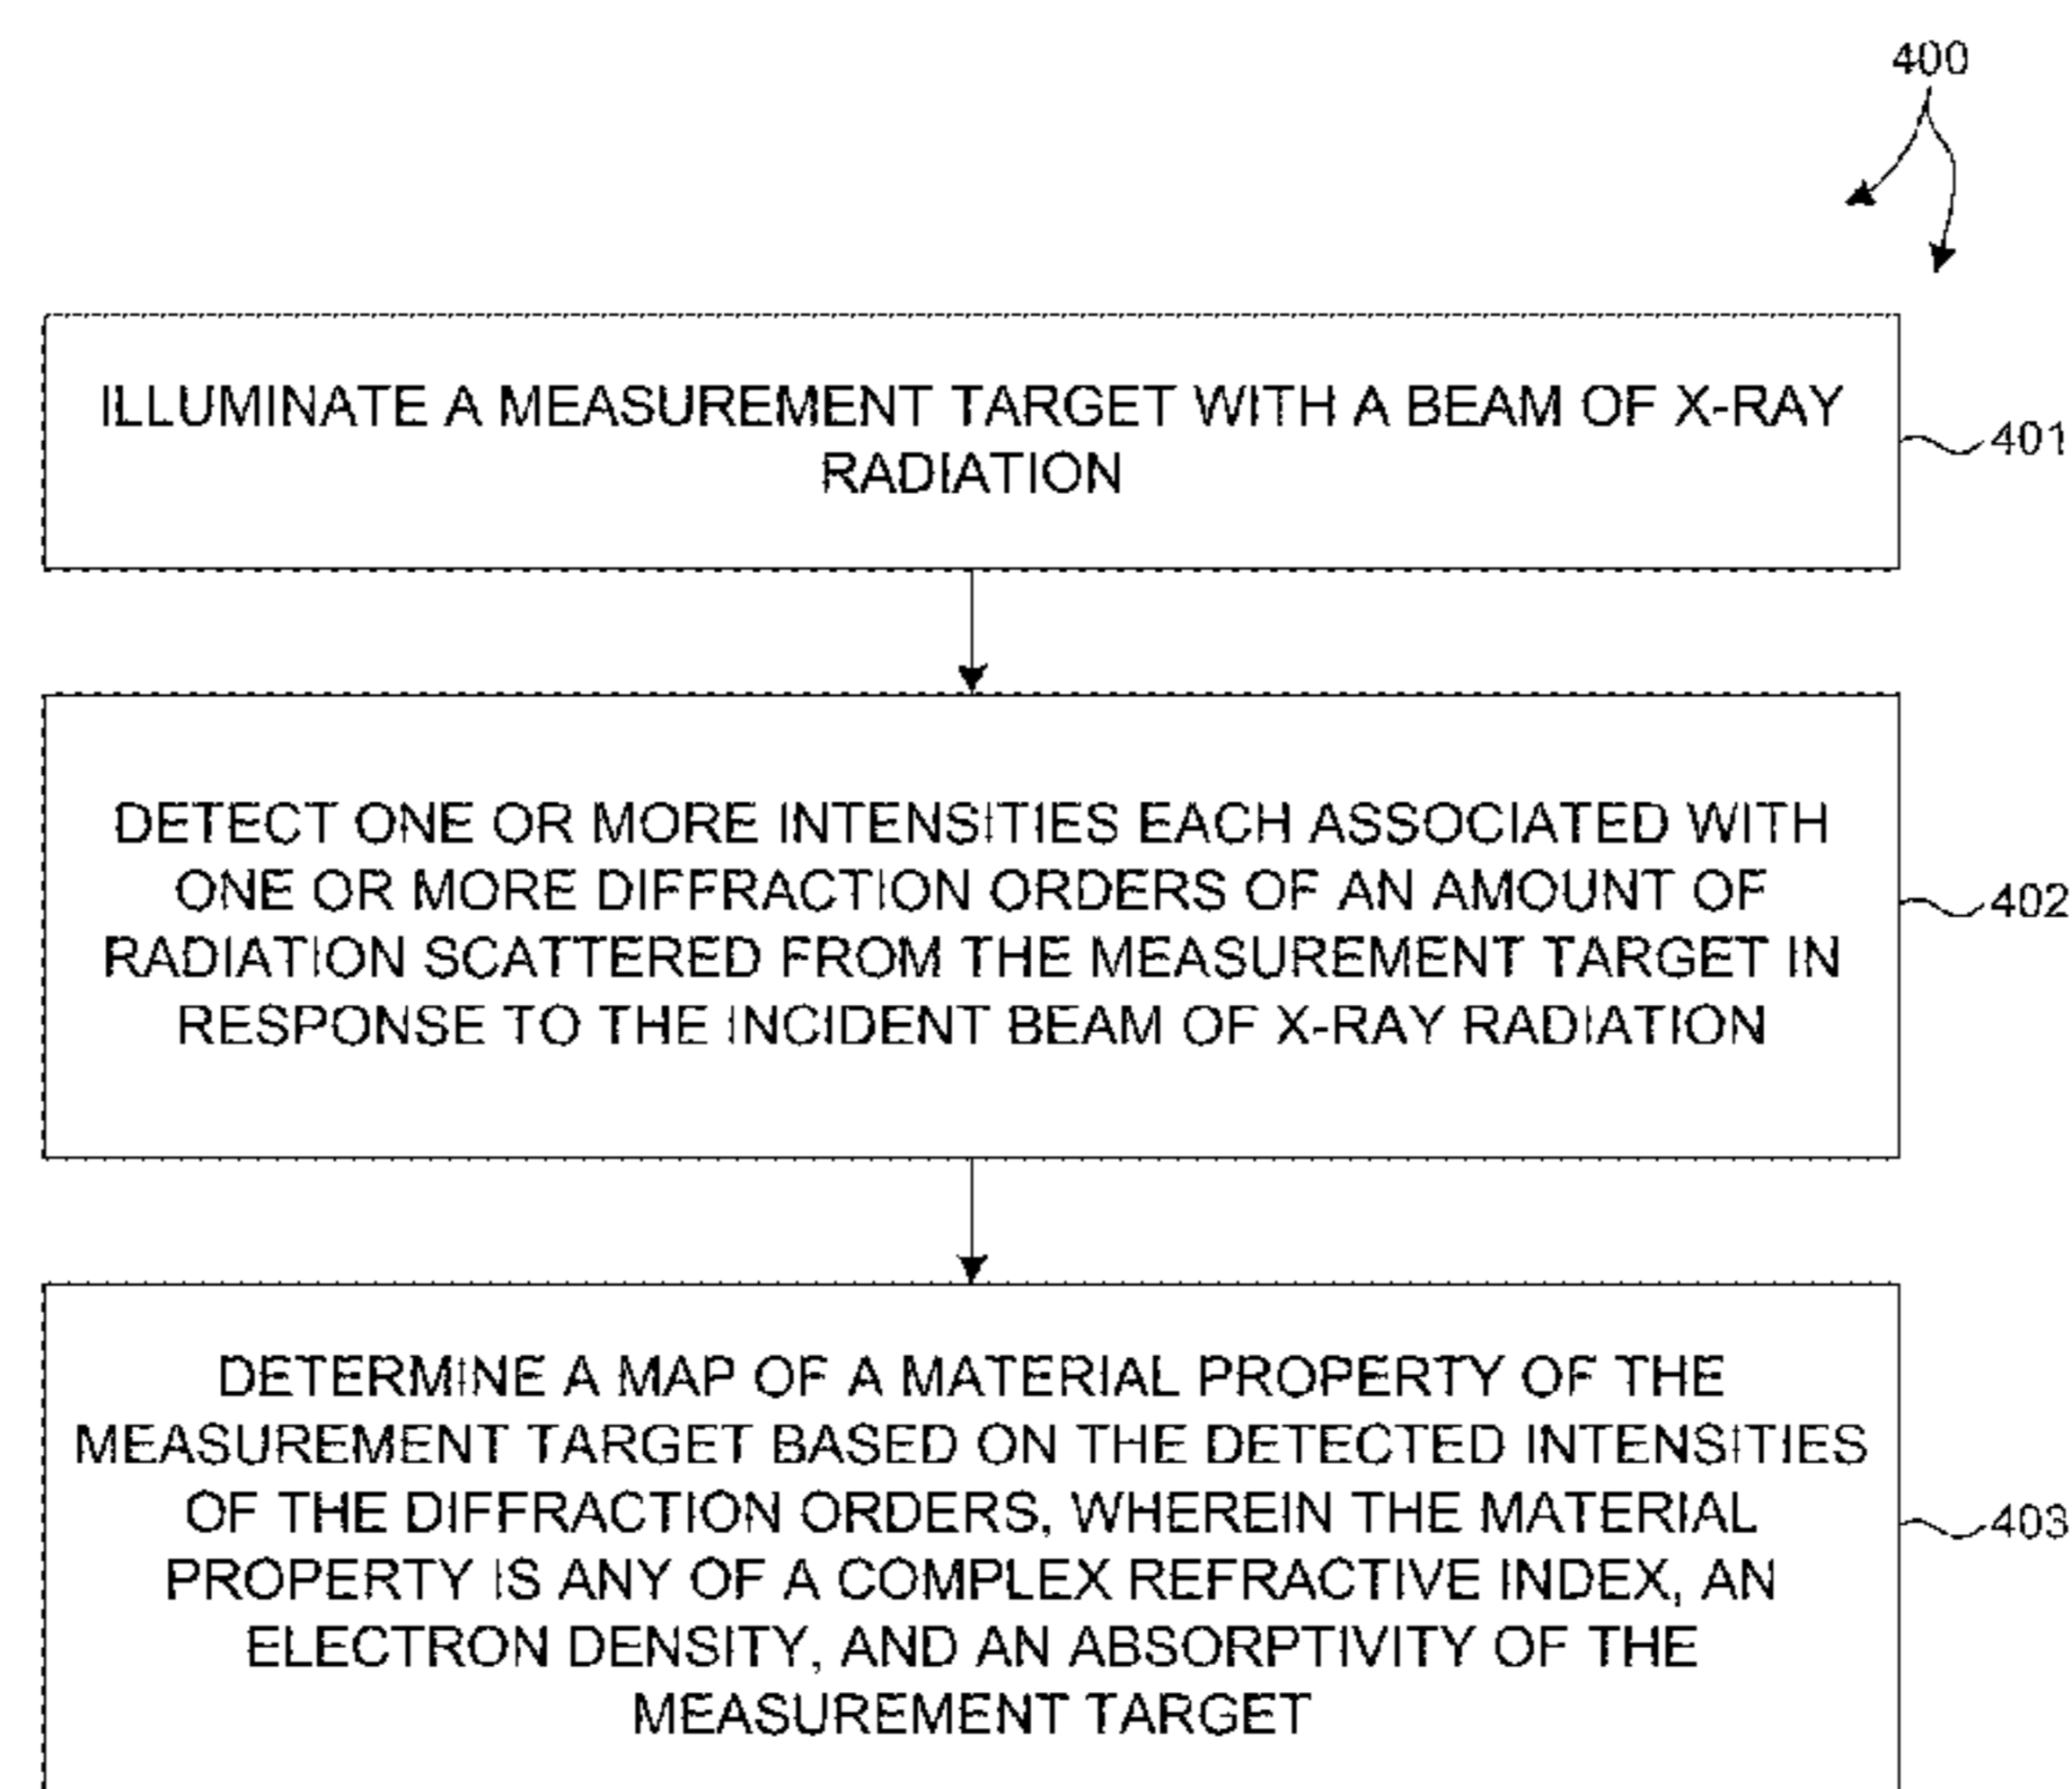 400
ILLUMINATE A MEASUREMENT TARGET WITH A BEAM OF X-RAY
RADIATION
401
DETECT ONE OR MORE INTENSITIES EACH ASSOCIATED WITH
ONE OR MORE DIFFRACTION ORDERS OF AN AMOUNT OF
RADIATION SCATTERED FROM THE MEASUREMENT TARGET IN
RESPONSE TO THE INCIDENT BEAM OF X-RAY RADIATION
402
DETERMINE A MAP OF A MATERIAL PROPERTY OF THE
MEASUREMENT TARGET BASED ON THE DETECTED INTENSITIES
OF THE DIFFRACTION ORDERS, WHEREIN THE MATERIAL
PROPERTY IS ANY OF A COMPLEX REFRACTIVE INDEX, AN
ELECTRON DENSITY, AND AN ABSORPTIVITY OF THE
MEASUREMENT TARGET
403